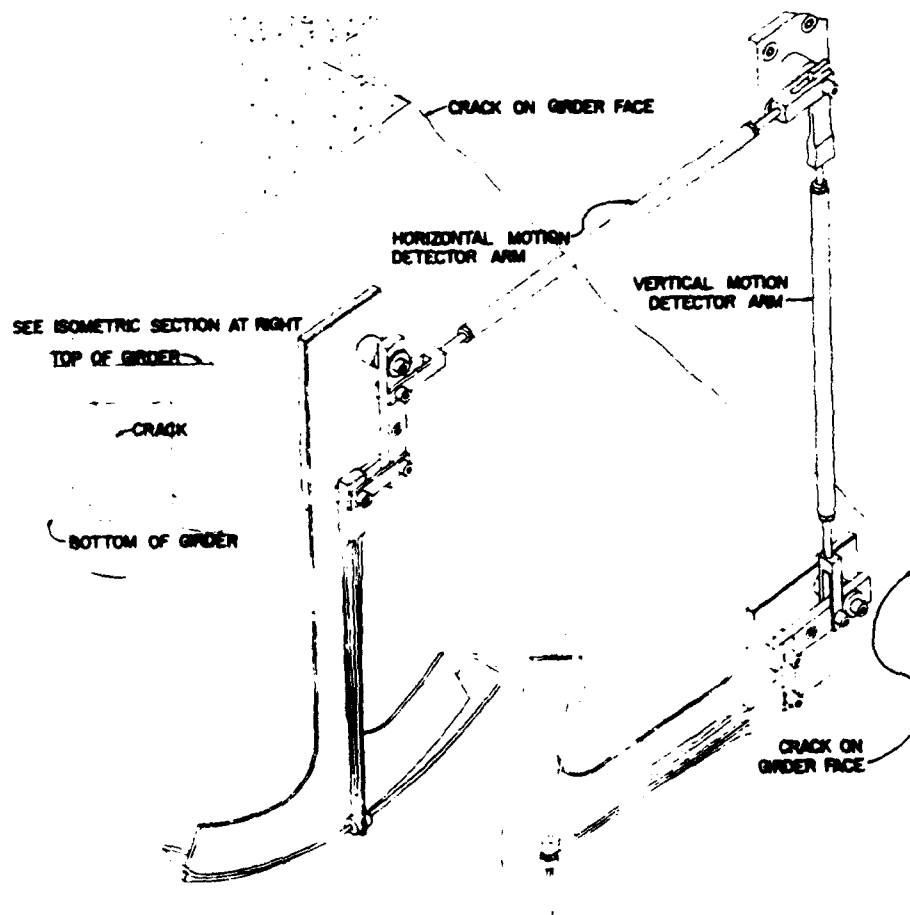 CRACK ON GIRDER FACE
HORIZONTAL MOTION
DETECTOR ARM
VERTICAL MOTION
DETECTOR ARM
SEE ISOMETRIC SECTION AT RIGHT
TOP OF GIRDER
CRACK
BOTTOM OF GIRDER
CRACK ON
GIRDER FACE